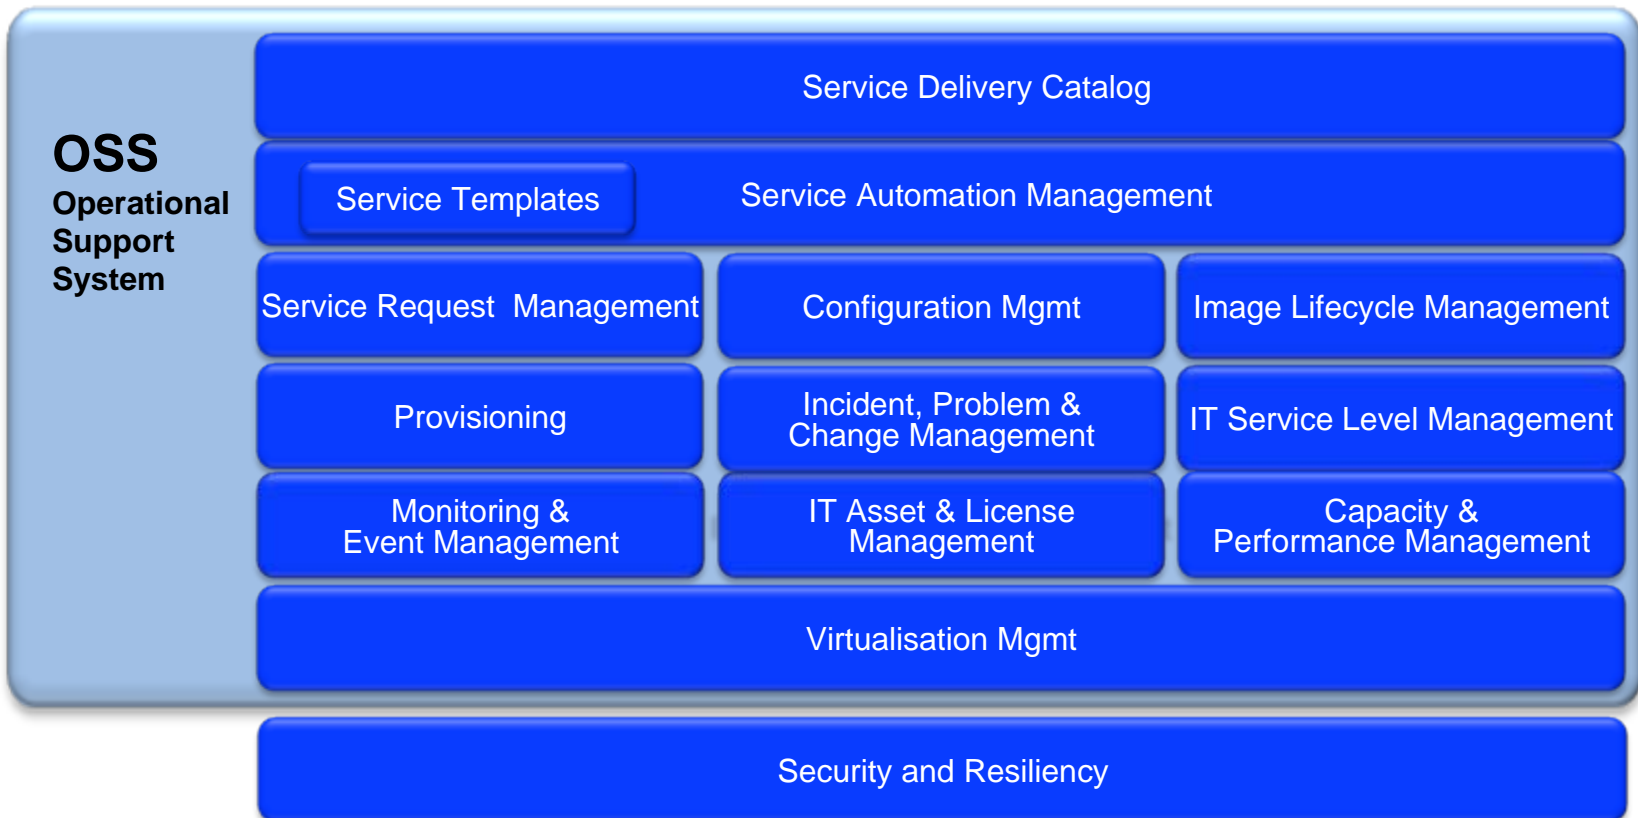 Service Delivery Catalog
OSS
Operational
Support
System
Service Templates
Service Automation Management
Service Request Management
Configuration Mgmt
Image Lifecycle Management
Provisioning
Incident, Problem &
Change Management
IT Service Level Management
Monitoring &
Event Management
IT Asset & License
Management
Capacity &
Performance Management
Virtualisation Mgmt
Security and Resiliency